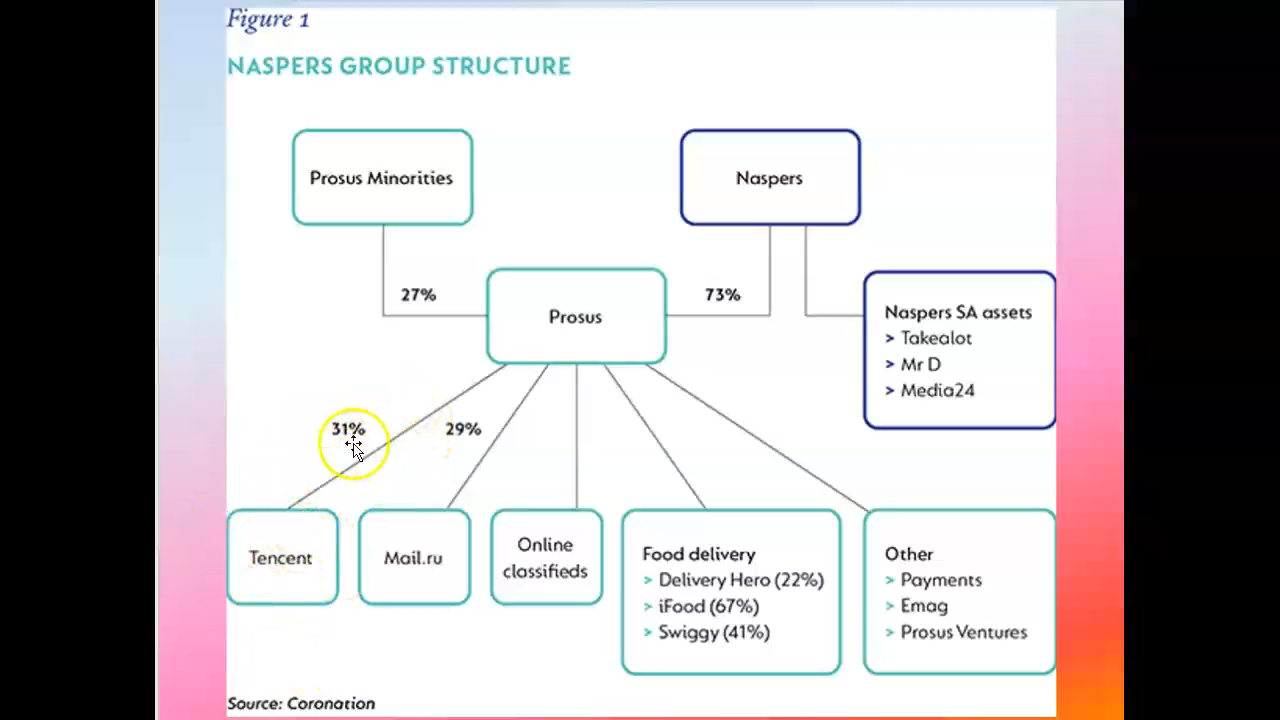 Figure 1
NASPERS GROUP STRUCTURE
Prosus Minorities
Naspers
27%
73%
Prosus
Naspers SA assets
> Takealot
> Mr D
> Media24
31%
29%
Tencent
Mail.ru
Online
classifieds
Food delivery
> Delivery Hero (22%)
> iFood (67%)
> Swiggy (41%)
Other
> Payments
> Emag
> Prosus Ventures
Source: Coronation